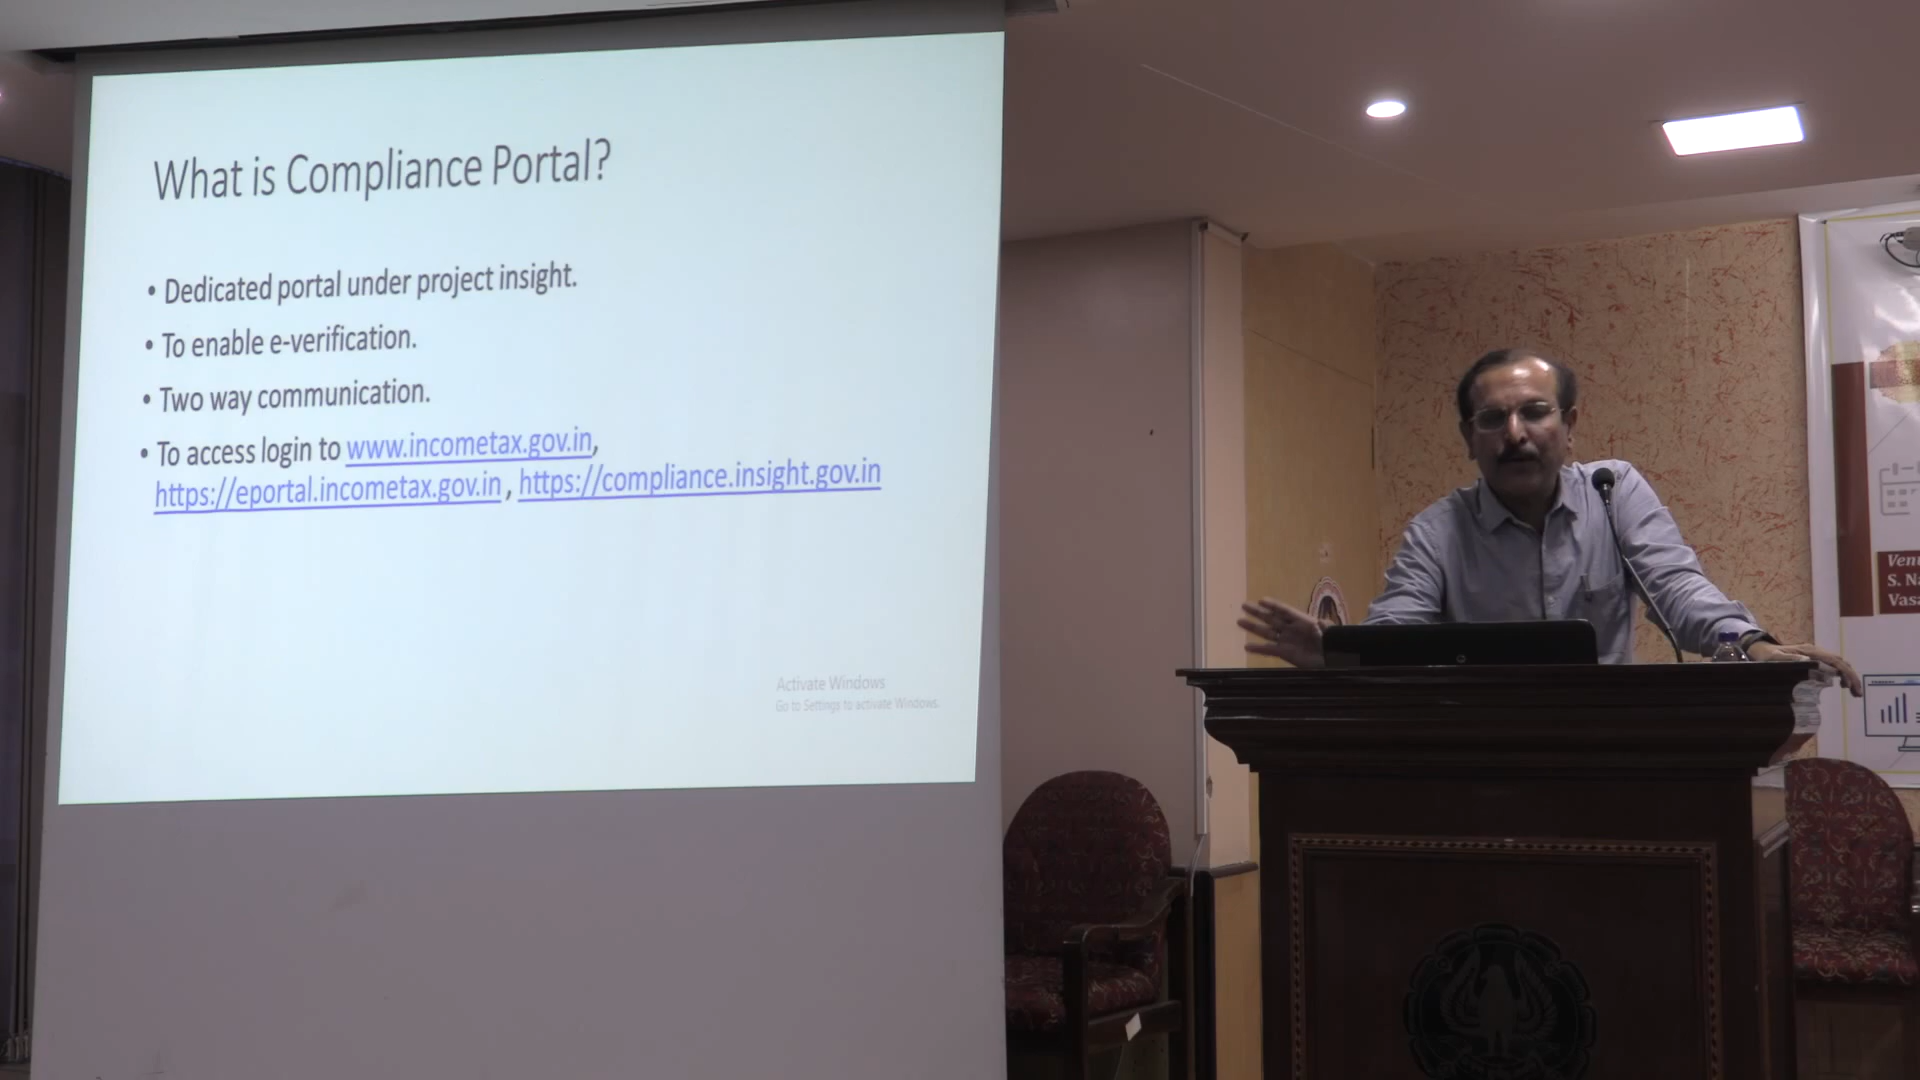 What is Compliance Portal?
• Dedicated portal under project insight.
• To enable e-verification.
• Two way communication.
• To access login to www.incometax.gov.in,
https://eportal.incometax.gov.in , https://compliance.insight.gov.in
Activate Windows
Go to Settings to activate Windows.
S. Na
Vasa